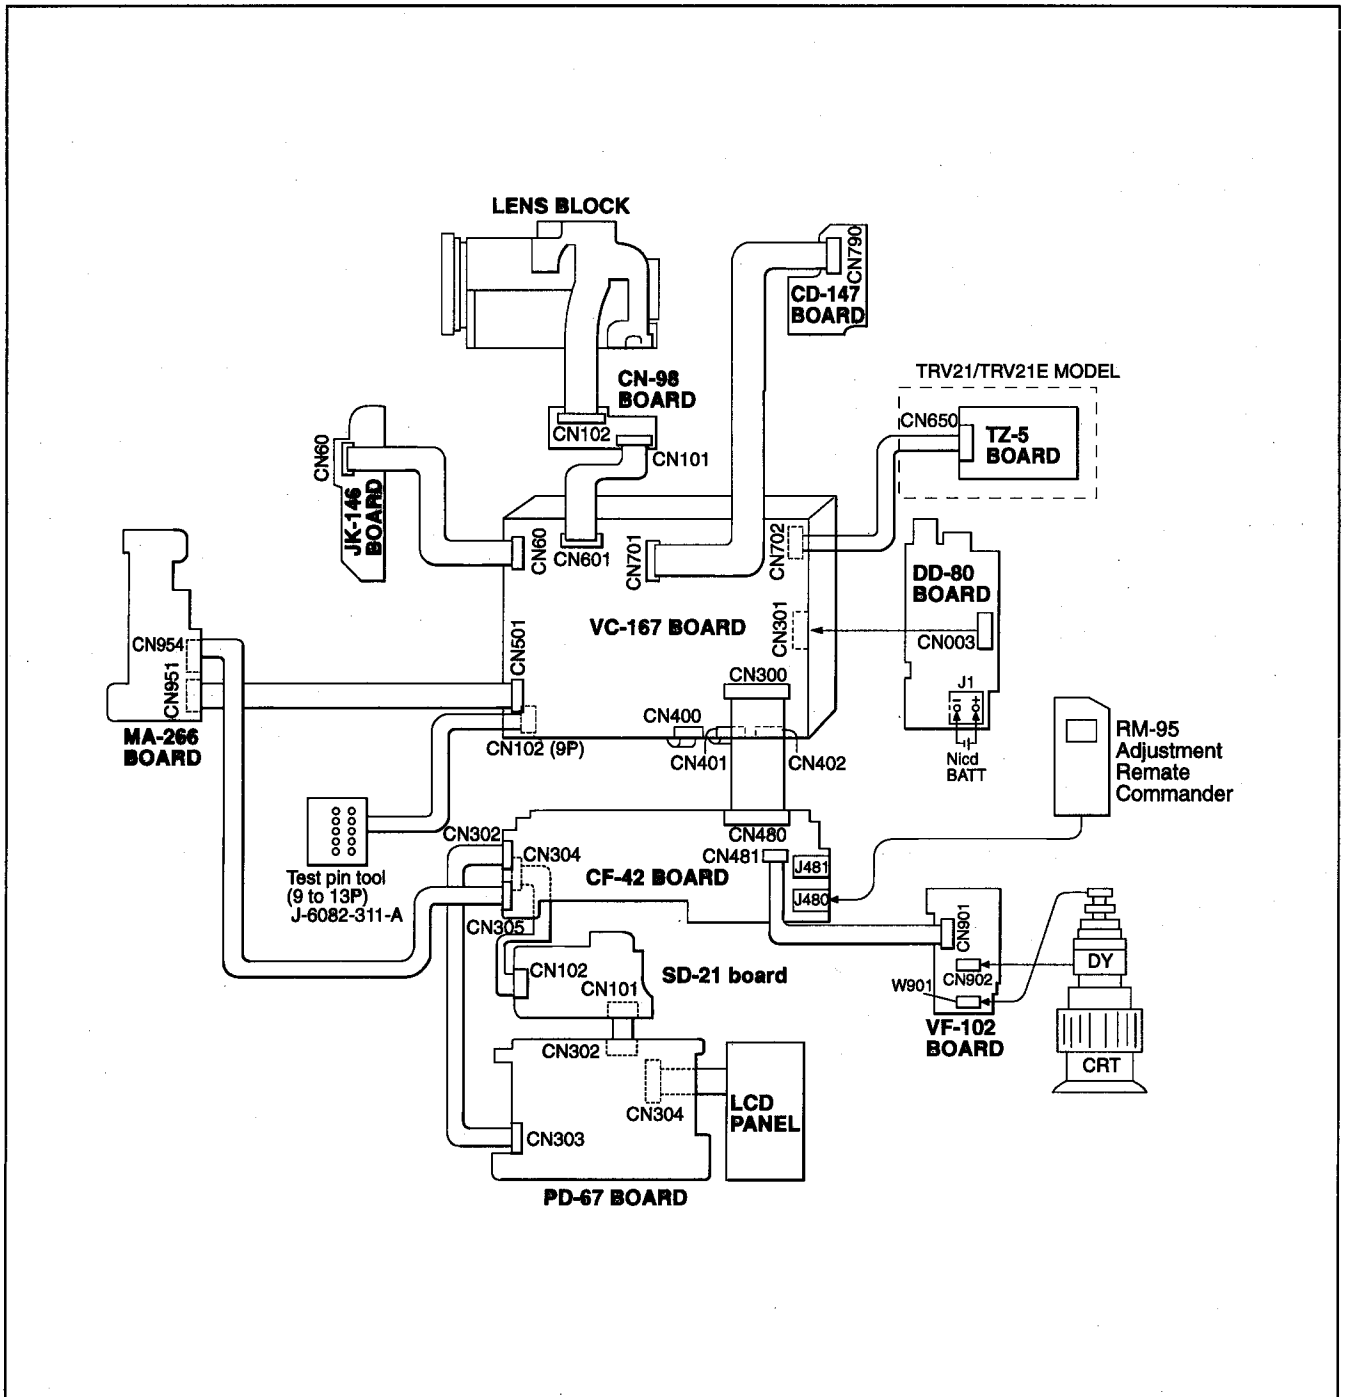 LENS BLOCK
CN790
CD-147
BOARD
TRV21/TRV21E MODEL
CN-98
BOARD
CN102
CN101
CN650
TZ-5
BOARD
CN60
JK-146
BOARD
CN60
CN601
CN701
CN702
DD-80
BOARD
CN003
J1
Nicd
BATT
VC-167 BOARD
CN301
CN501
CN954
CN951
MA-266
BOARD
CN300
CN400
CN401
CN402
CN102 (9P)
RM-95
Adjustment
Remate
Commander
Test pin tool
(9 to 13P)
J-6082-311-A
CN302
CN304
CN305
CF-42 BOARD
CN480
CN481
J481
J480
CN901
CN902
W901
VF-102
BOARD
DY
CRT
CN102
CN101
SD-21 board
CN302
CN304
CN303
LCD
PANEL
PD-67 BOARD